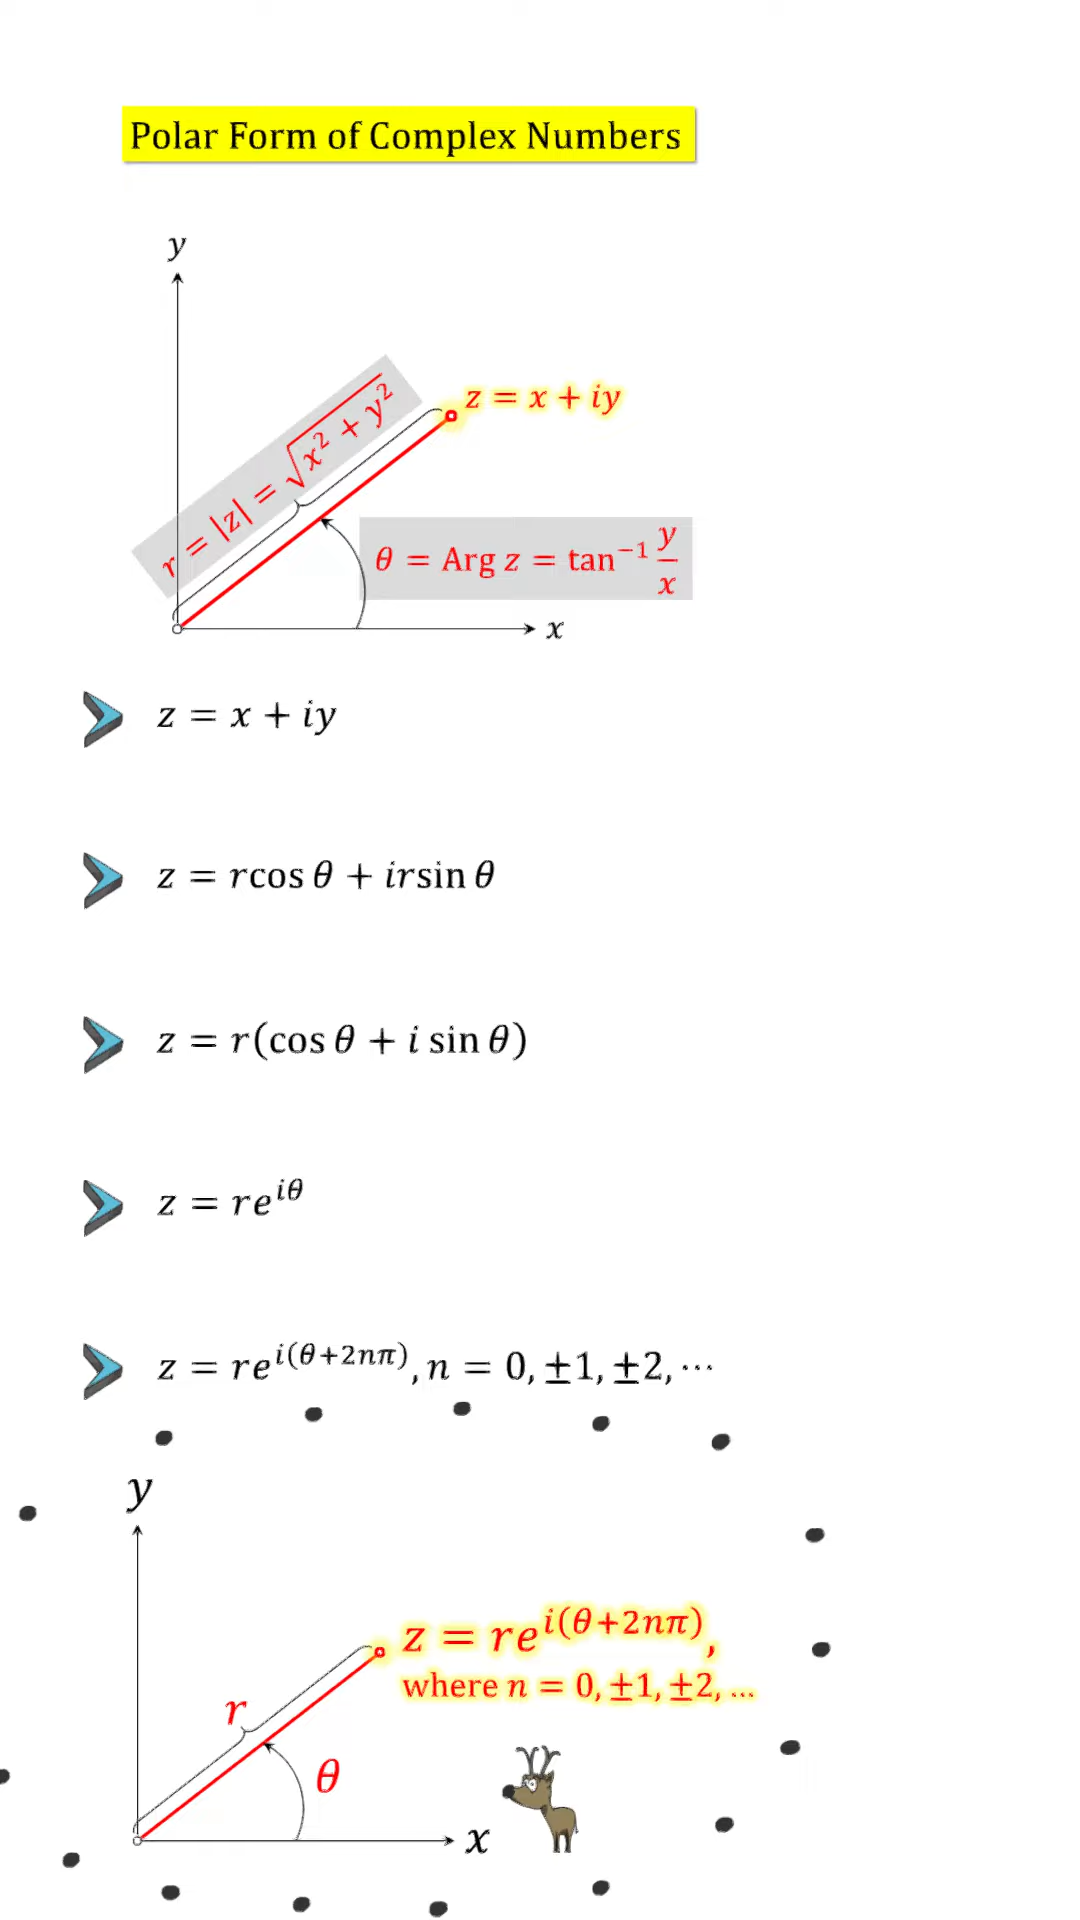 Polar Form of Complex Numbers
y
z = x + iy
r = |z| = √(x² + y²)
θ = Arg z = tan⁻¹ y/x
x
z = x + iy
z = rcos θ + irsin θ
z = r(cos θ + i sin θ)
z = re^{iθ}
z = re^{i(θ+2nπ)}, n = 0, ±1, ±2, ⋯
y
z = re^{i(θ+2nπ)},
where n = 0, ±1, ±2, ...
r
θ
x